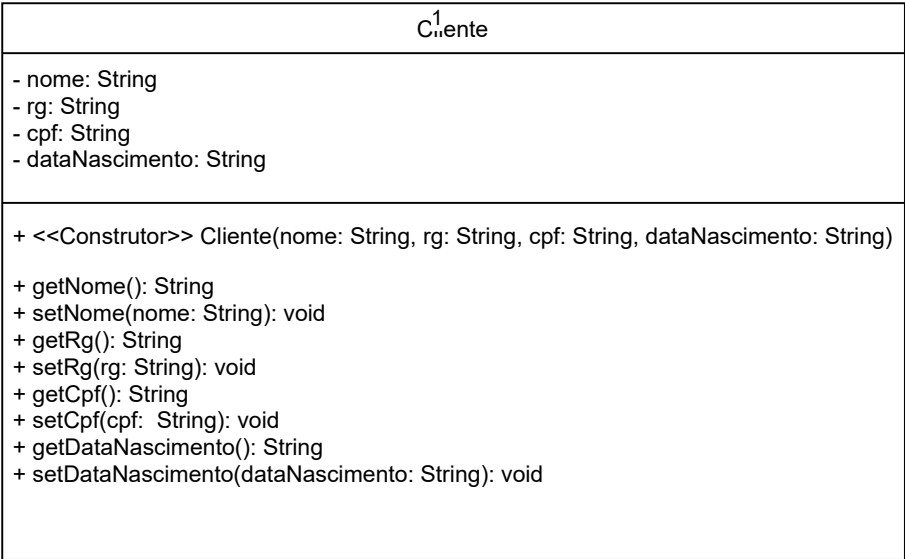 1
Cliente
- nome: String
- rg: String
- cpf: String
- dataNascimento: String
+ <<Construtor>> Cliente(nome: String, rg: String, cpf: String, dataNascimento: String)
+ getNome(): String
+ setNome(nome: String): void
+ getRg(): String
+ setRg(rg: String): void
+ getCpf(): String
+ setCpf(cpf:  String): void
+ getDataNascimento(): String
+ setDataNascimento(dataNascimento: String): void